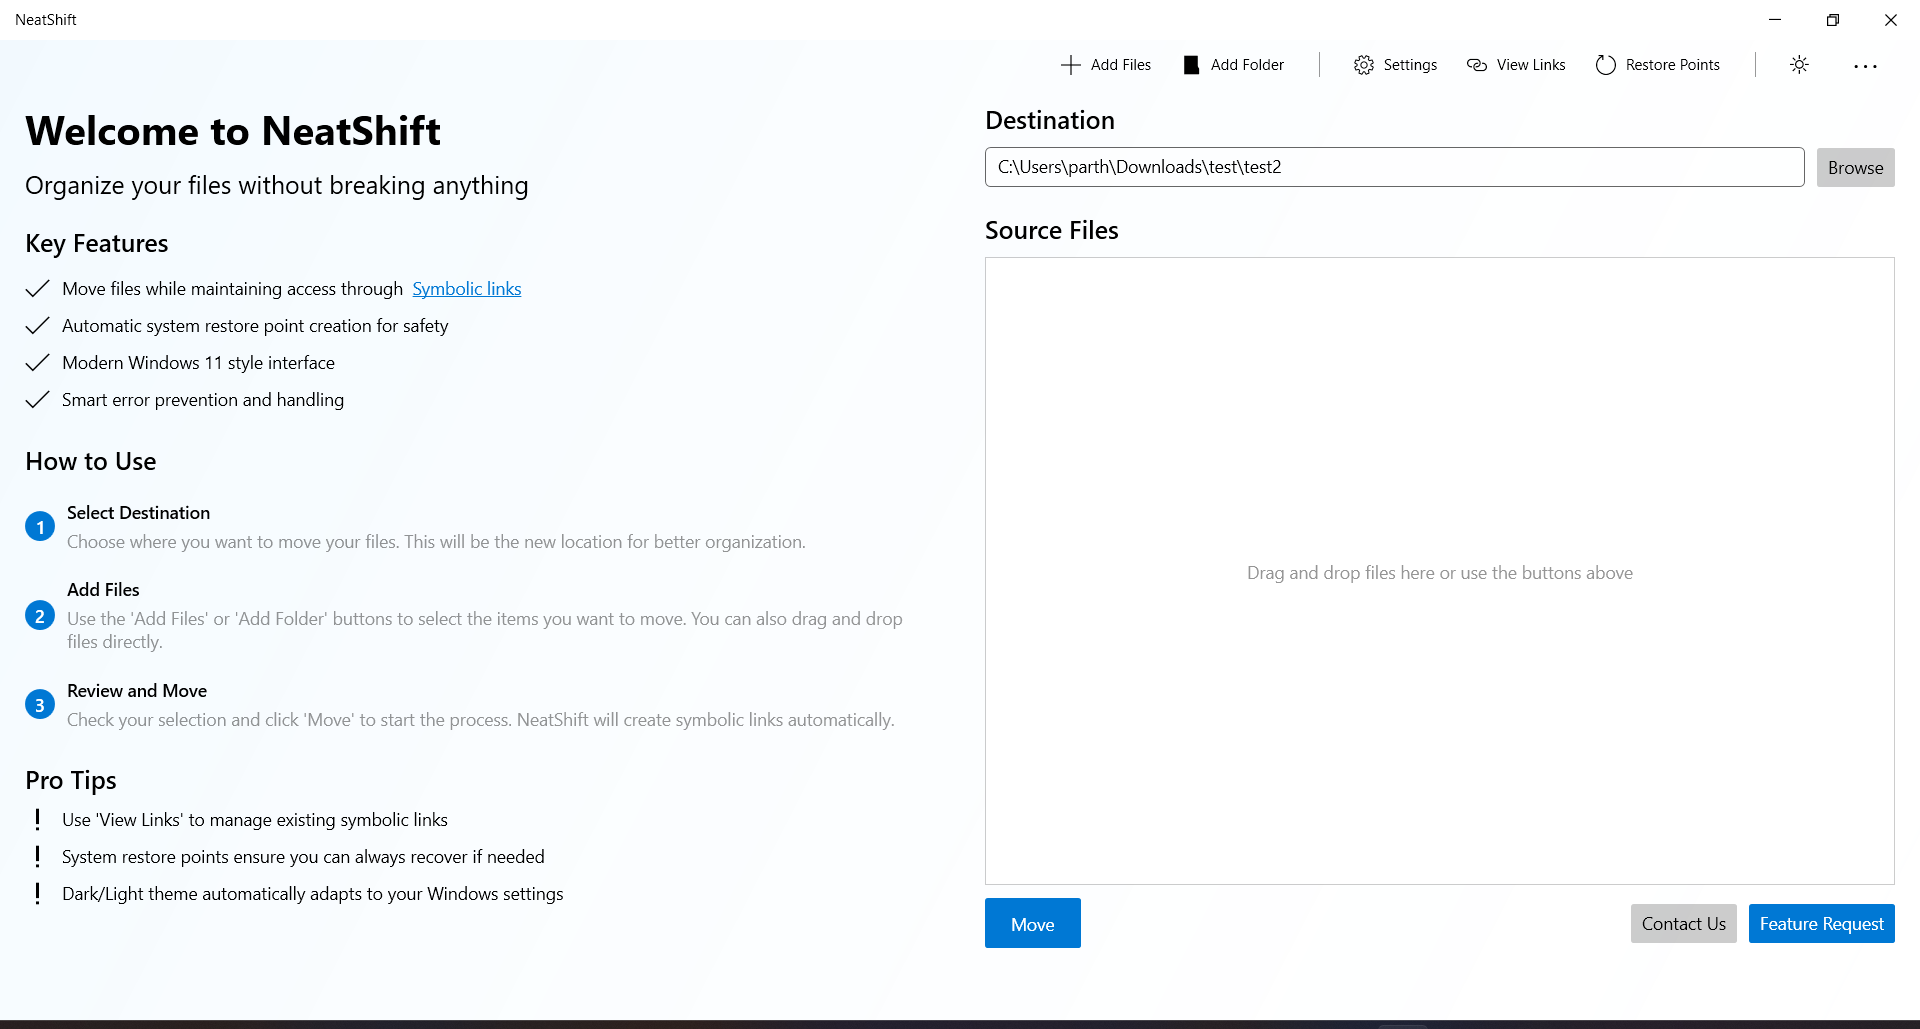 NeatShift
Add Files
Add Folder
Settings
View Links
Restore Points
Welcome to NeatShift
Organize your files without breaking anything
Key Features
Move files while maintaining access through Symbolic links
Automatic system restore point creation for safety
Modern Windows 11 style interface
Smart error prevention and handling
How to Use
1
Select Destination
Choose where you want to move your files. This will be the new location for better organization.
2
Add Files
Use the 'Add Files' or 'Add Folder' buttons to select the items you want to move. You can also drag and drop
files directly.
3
Review and Move
Check your selection and click 'Move' to start the process. NeatShift will create symbolic links automatically.
Pro Tips
Use 'View Links' to manage existing symbolic links
System restore points ensure you can always recover if needed
Dark/Light theme automatically adapts to your Windows settings
Destination
C:\Users\parth\Downloads\test\test2
Browse
Source Files
Drag and drop files here or use the buttons above
Move
Contact Us
Feature Request